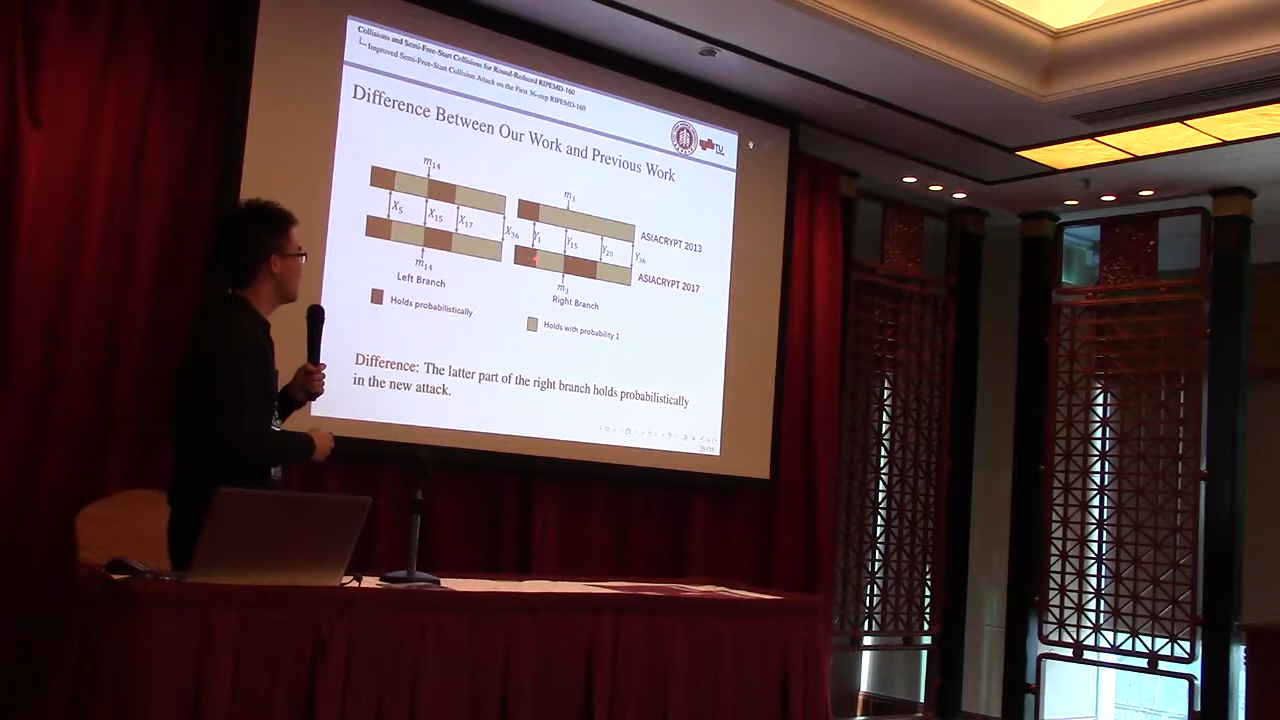 Collisions and Semi-Free-Start Collisions for Round-Reduced RIPEMD-160
Improved Semi-Free-Start Collision Attack on the First 36-step RIPEMD-160
Difference Between Our Work and Previous Work
m14
m3
X5
X15
X17
X36
Y1
Y15
Y20
Y36
ASIACRYPT 2013
ASIACRYPT 2017
m14
m3
Left Branch
Right Branch
Holds probabilistically
Holds with probability 1
Difference: The latter part of the right branch holds probabilistically
in the new attack.